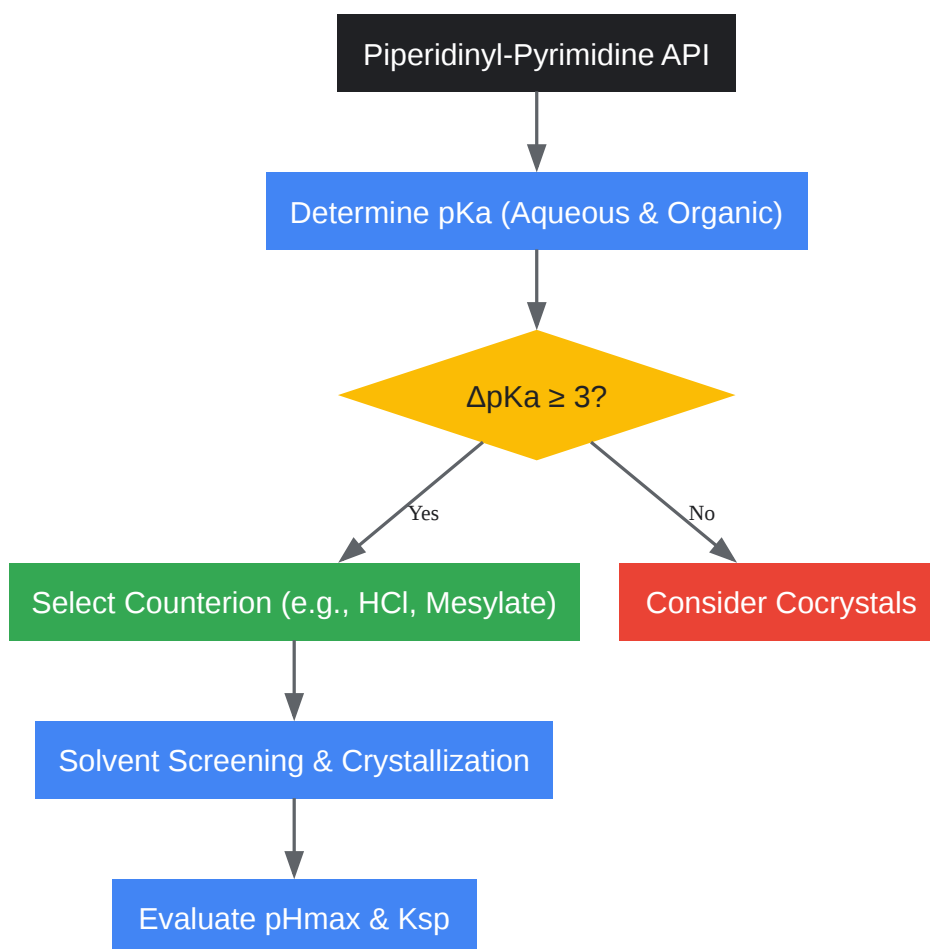 Piperidinyl-Pyrimidine API
Determine pKa (Aqueous & Organic)
ΔpKa ≥ 3?
Yes
No
Select Counterion (e.g., HCl, Mesylate)
Consider Cocrystals
Solvent Screening & Crystallization
Evaluate pHmax & Ksp